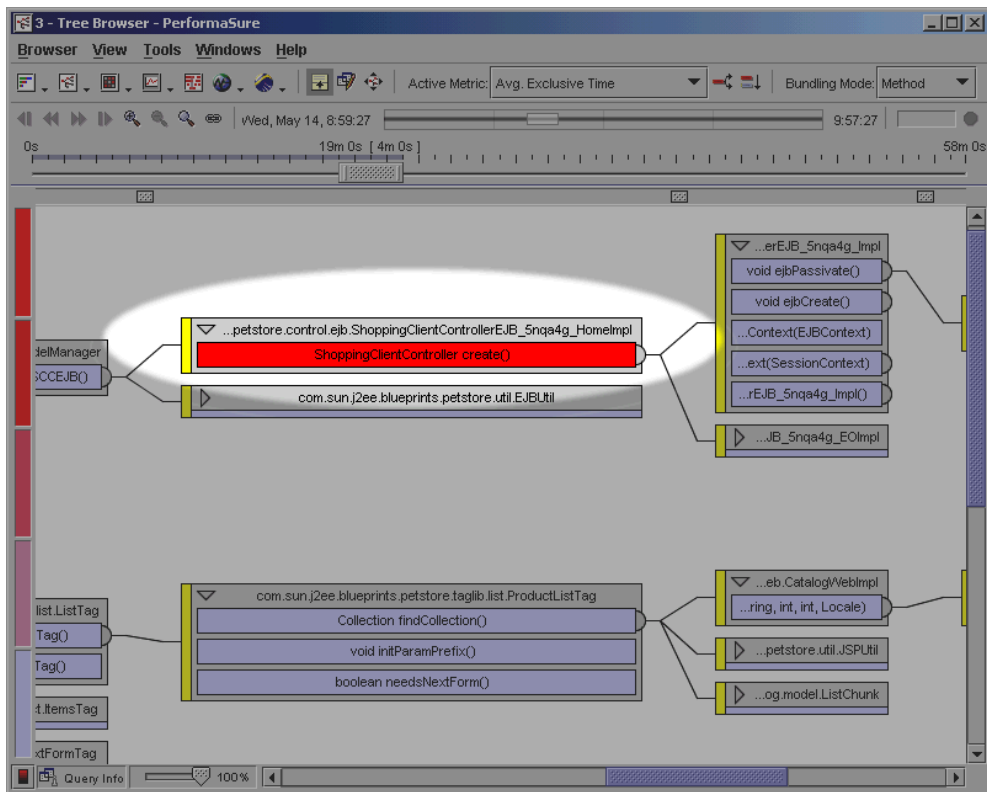 3 - Tree Browser - PerformaSure
Browser View Tools Windows Help
Active Metric: Avg. Exclusive Time Bundling Mode: Method
Wed, May 14, 8:59:27 9:57:27
0s 19m 0s [ 4m 0s ] 58m 0s
...erEJB_5nqa4g_Impl
void ejbPassivate()
void ejbCreate()
...petstore.control.ejb.ShoppingClientControllerEJB_5nqa4g_HomeImpl
...Context(EJBContext)
delManager
ShoppingClientController create()
...ext(SessionContext)
SCCEJB()
com.sun.j2ee.blueprints.petstore.util.EJBUtil
...rEJB_5nqa4g_Impl()
...JB_5nqa4g_EOImpl
...eb.CatalogWebImpl
com.sun.j2ee.blueprints.petstore.taglib.list.ProductListTag
list.ListTag
Collection findCollection()
...ring, int, int, Locale)
Tag()
void initParamPrefix()
...petstore.util.JSPUtil
Tag()
boolean needsNextForm()
...og.model.ListChunk
t.ItemsTag
xtFormTag
Query Info 100%